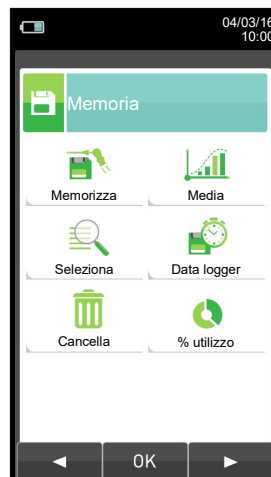 04/03/16
10:00
Memoria
Memorizza
Media
Seleziona
Data logger
Cancella
% utilizzo
OK